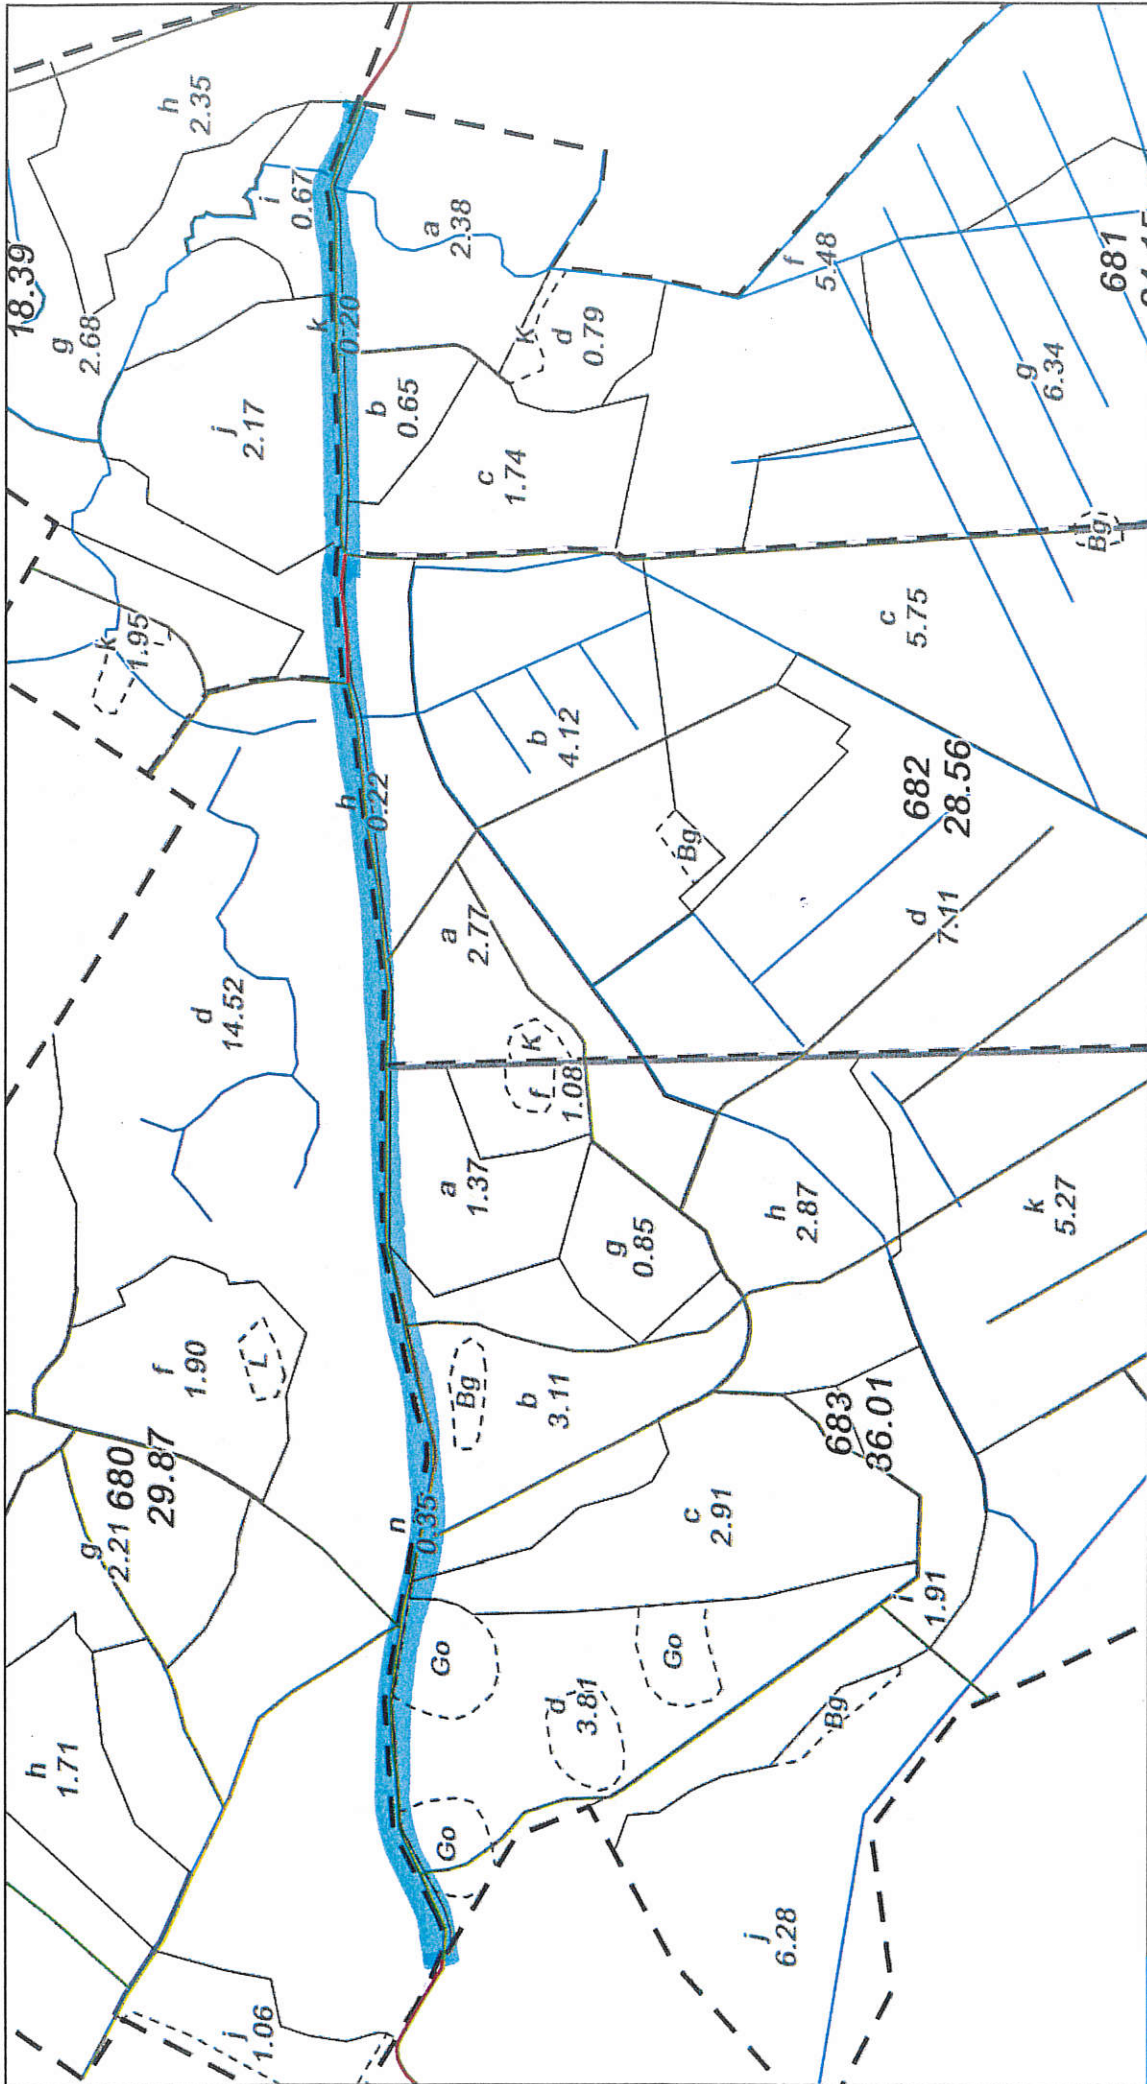 18.39
h
1.71
g
2.68
g
2.21
680
29.87
k
1.95
f
1.90
h
2.35
d
14.52
j
2.17
j
1.06
L
i
0.67
k
0.20
h
0.22
b
0.65
n
0.35
a
2.38
Go
Go
Bg
a
1.37
a
2.77
c
1.74
b
3.11
f
1.08
K
K
d
3.81
b
4.12
d
0.79
g
0.85
Go
Bg
c
2.91
j
6.28
h
2.87
f
5.48
683
36.01
Bg
c
5.75
i
1.91
682
28.56
d
7.11
g
6.34
k
5.27
Bg
681